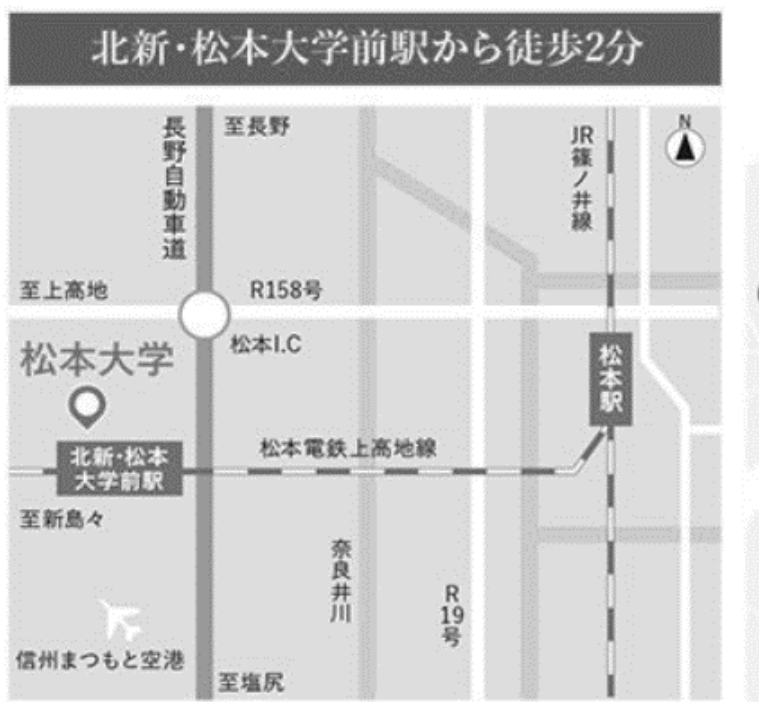 北新・松本大学前駅から徒歩2分
長野自動車道
至長野
JR篠ノ井線
N
至上高地
R158号
松本I.C
松本大学
松本駅
北新・松本
大学前駅
松本電鉄上高地線
至新島々
奈良井川
R19号
信州まつもと空港
至塩尻